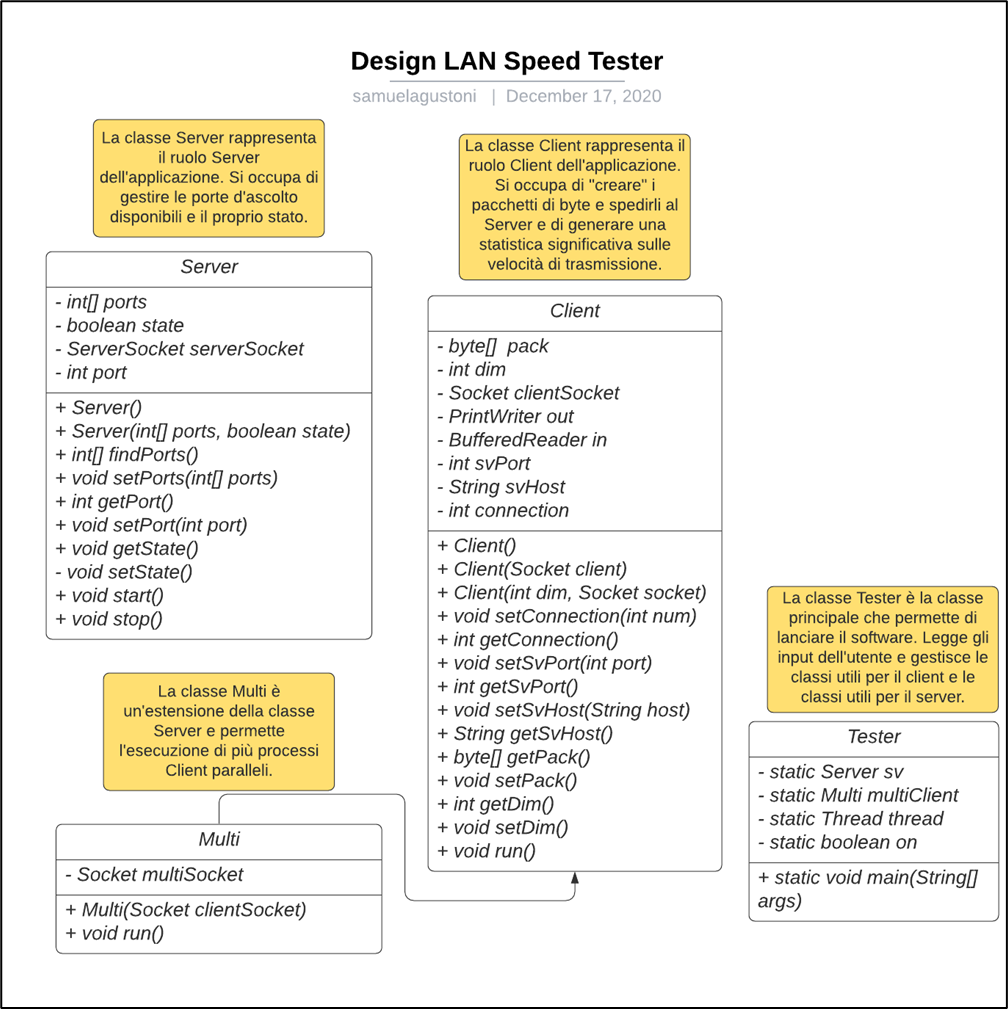 Design LAN Speed Tester
samuelagustoni | December 17, 2020
La classe Server rappresenta
il ruolo Server
dell'applicazione. Si occupa di
gestire le porte d'ascolto
disponibili e il proprio stato.
Server
- int[] ports
- boolean state
- ServerSocket serverSocket
- int port
+ Server()
+ Server(int[] ports, boolean state)
+ int[] findPorts()
+ void setPorts(int[] ports)
+ int getPort()
+ void setPort(int port)
+ void getState()
- void setState()
+ void start()
+ void stop()
La classe Client rappresenta il
ruolo Client dell'applicazione.
Si occupa di "creare" i
pacchetti di byte e spedirli al
Server e di generare una
statistica significativa sulle
velocità di trasmissione.
Client
- byte[] pack
- int dim
- Socket clientSocket
- PrintWriter out
- BufferedReader in
- int svPort
- String svHost
- int connection
+ Client()
+ Client(Socket client)
+ Client(int dim, Socket socket)
+ void setConnection(int num)
+ int getConnection()
+ void setSvPort(int port)
+ int getSvPort()
+ void setSvHost(String host)
+ String getSvHost()
+ byte[] getPack()
+ void setPack()
+ int getDim()
+ void setDim()
+ void run()
La classe Multi è
un'estensione della classe
Server e permette
l'esecuzione di più processi
Client paralleli.
Multi
- Socket multiSocket
+ Multi(Socket clientSocket)
+ void run()
La classe Tester è la classe
principale che permette di
lanciare il software. Legge gli
input dell'utente e gestisce le
classi utili per il client e le
classi utili per il server.
Tester
- static Server sv
- static Multi multiClient
- static Thread thread
- static boolean on
+ static void main(String[]
args)